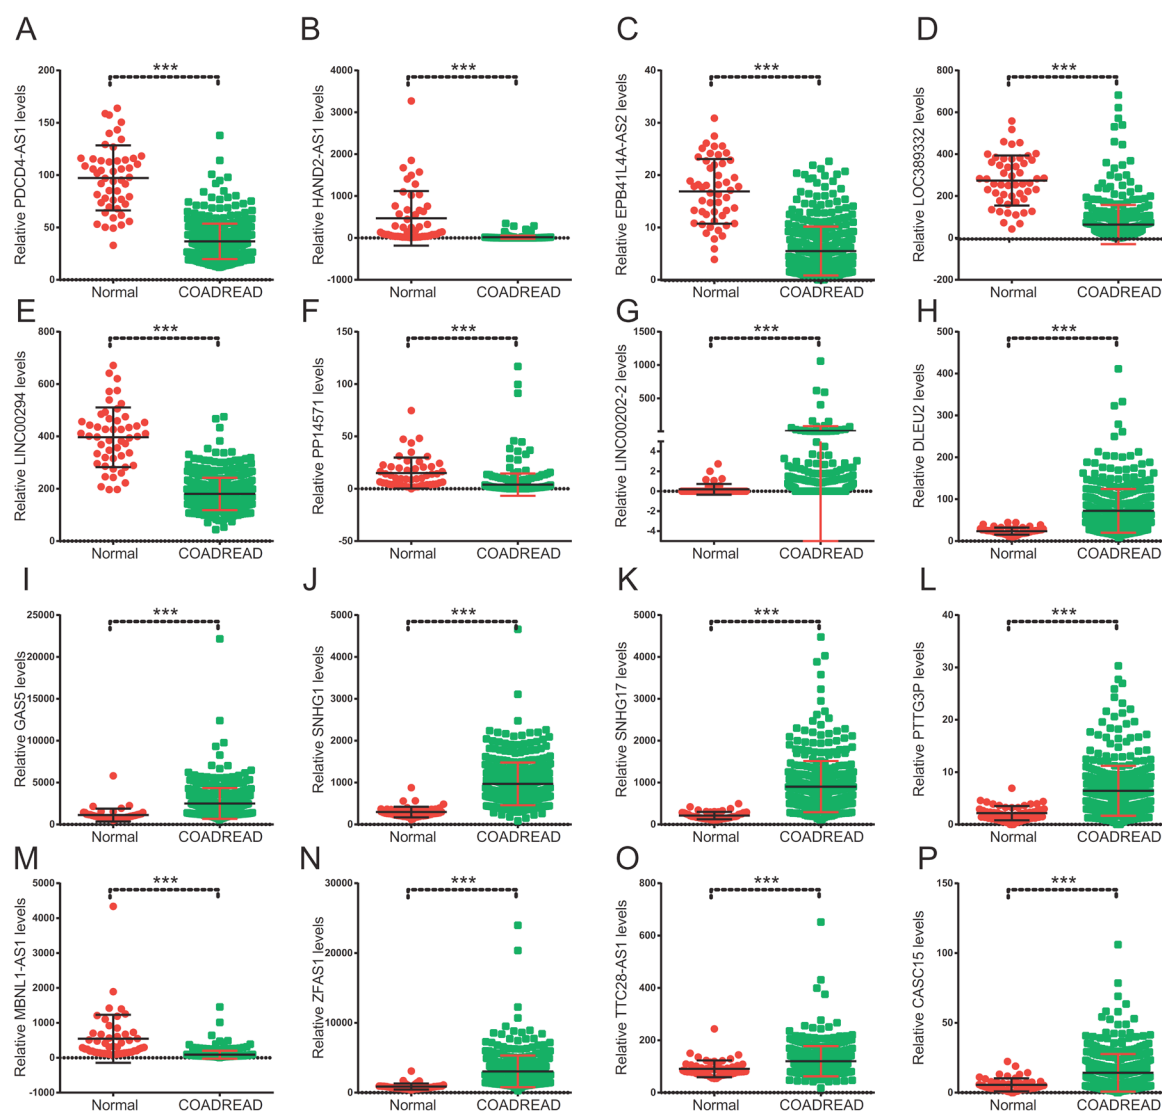 A
Relative PDCD4-AS1 levels
200
150
100
50
0
***
Normal
COADREAD
B
Relative HAND2-AS1 levels
4000
3000
2000
1000
0
-1000
***
Normal
COADREAD
C
Relative EPB41L4A-AS2 levels
40
30
20
10
0
***
Normal
COADREAD
D
Relative LOC389332 levels
800
600
400
200
0
-200
***
Normal
COADREAD
E
Relative LINC00294 levels
800
600
400
200
0
***
Normal
COADREAD
F
Relative PP14571 levels
150
100
50
0
-50
***
Normal
COADREAD
G
Relative LINC00202-2 levels
1500
1000
500
4
2
0
-2
-4
***
Normal
COADREAD
H
Relative DLEU2 levels
500
400
300
200
100
0
***
Normal
COADREAD
I
Relative GAS5 levels
25000
20000
15000
10000
5000
0
***
Normal
COADREAD
J
Relative SNHG1 levels
5000
4000
3000
2000
1000
0
***
Normal
COADREAD
K
Relative SNHG17 levels
5000
4000
3000
2000
1000
0
***
Normal
COADREAD
L
Relative PTTG3P levels
40
30
20
10
0
***
Normal
COADREAD
M
Relative MBNL1-AS1 levels
5000
4000
3000
2000
1000
0
-1000
***
Normal
COADREAD
N
Relative ZFAS1 levels
30000
20000
10000
0
***
Normal
COADREAD
O
Relative TTC28-AS1 levels
800
600
400
200
0
***
Normal
COADREAD
P
Relative CASC15 levels
150
100
50
0
***
Normal
COADREAD